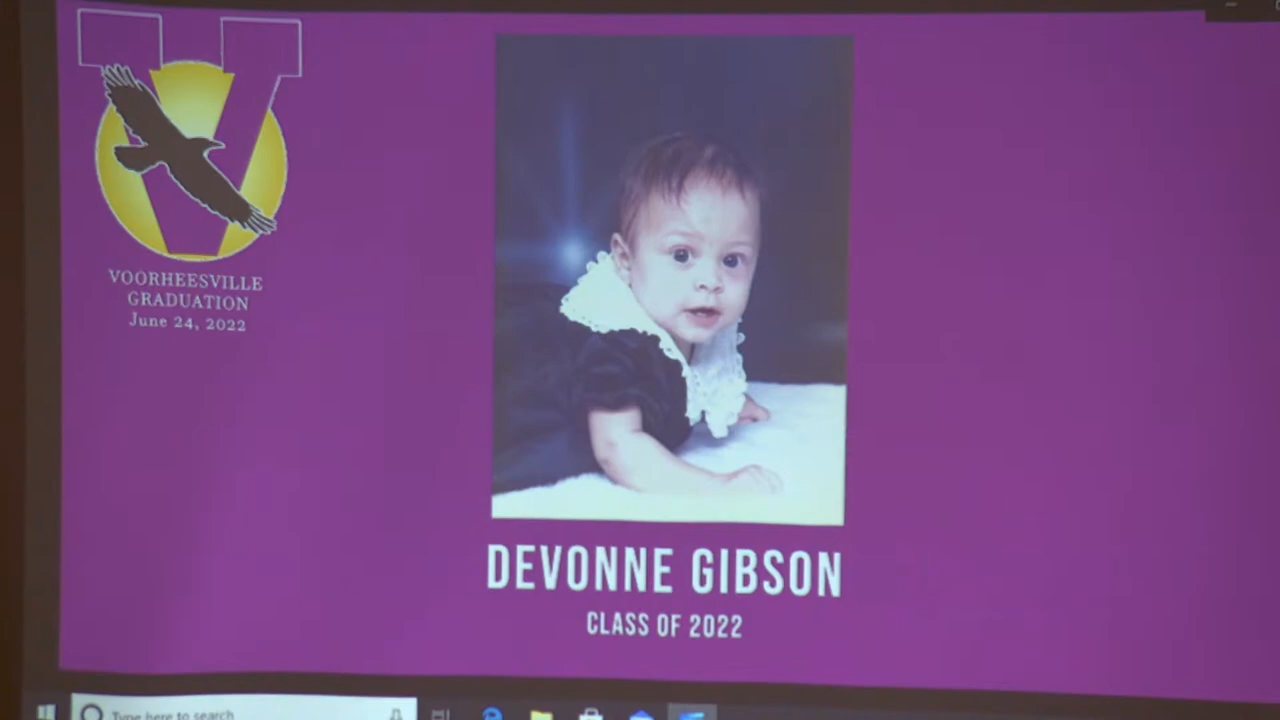 VOORHEESVILLE
GRADUATION
June 24, 2022
DEVONNE GIBSON
CLASS OF 2022
Type here to search